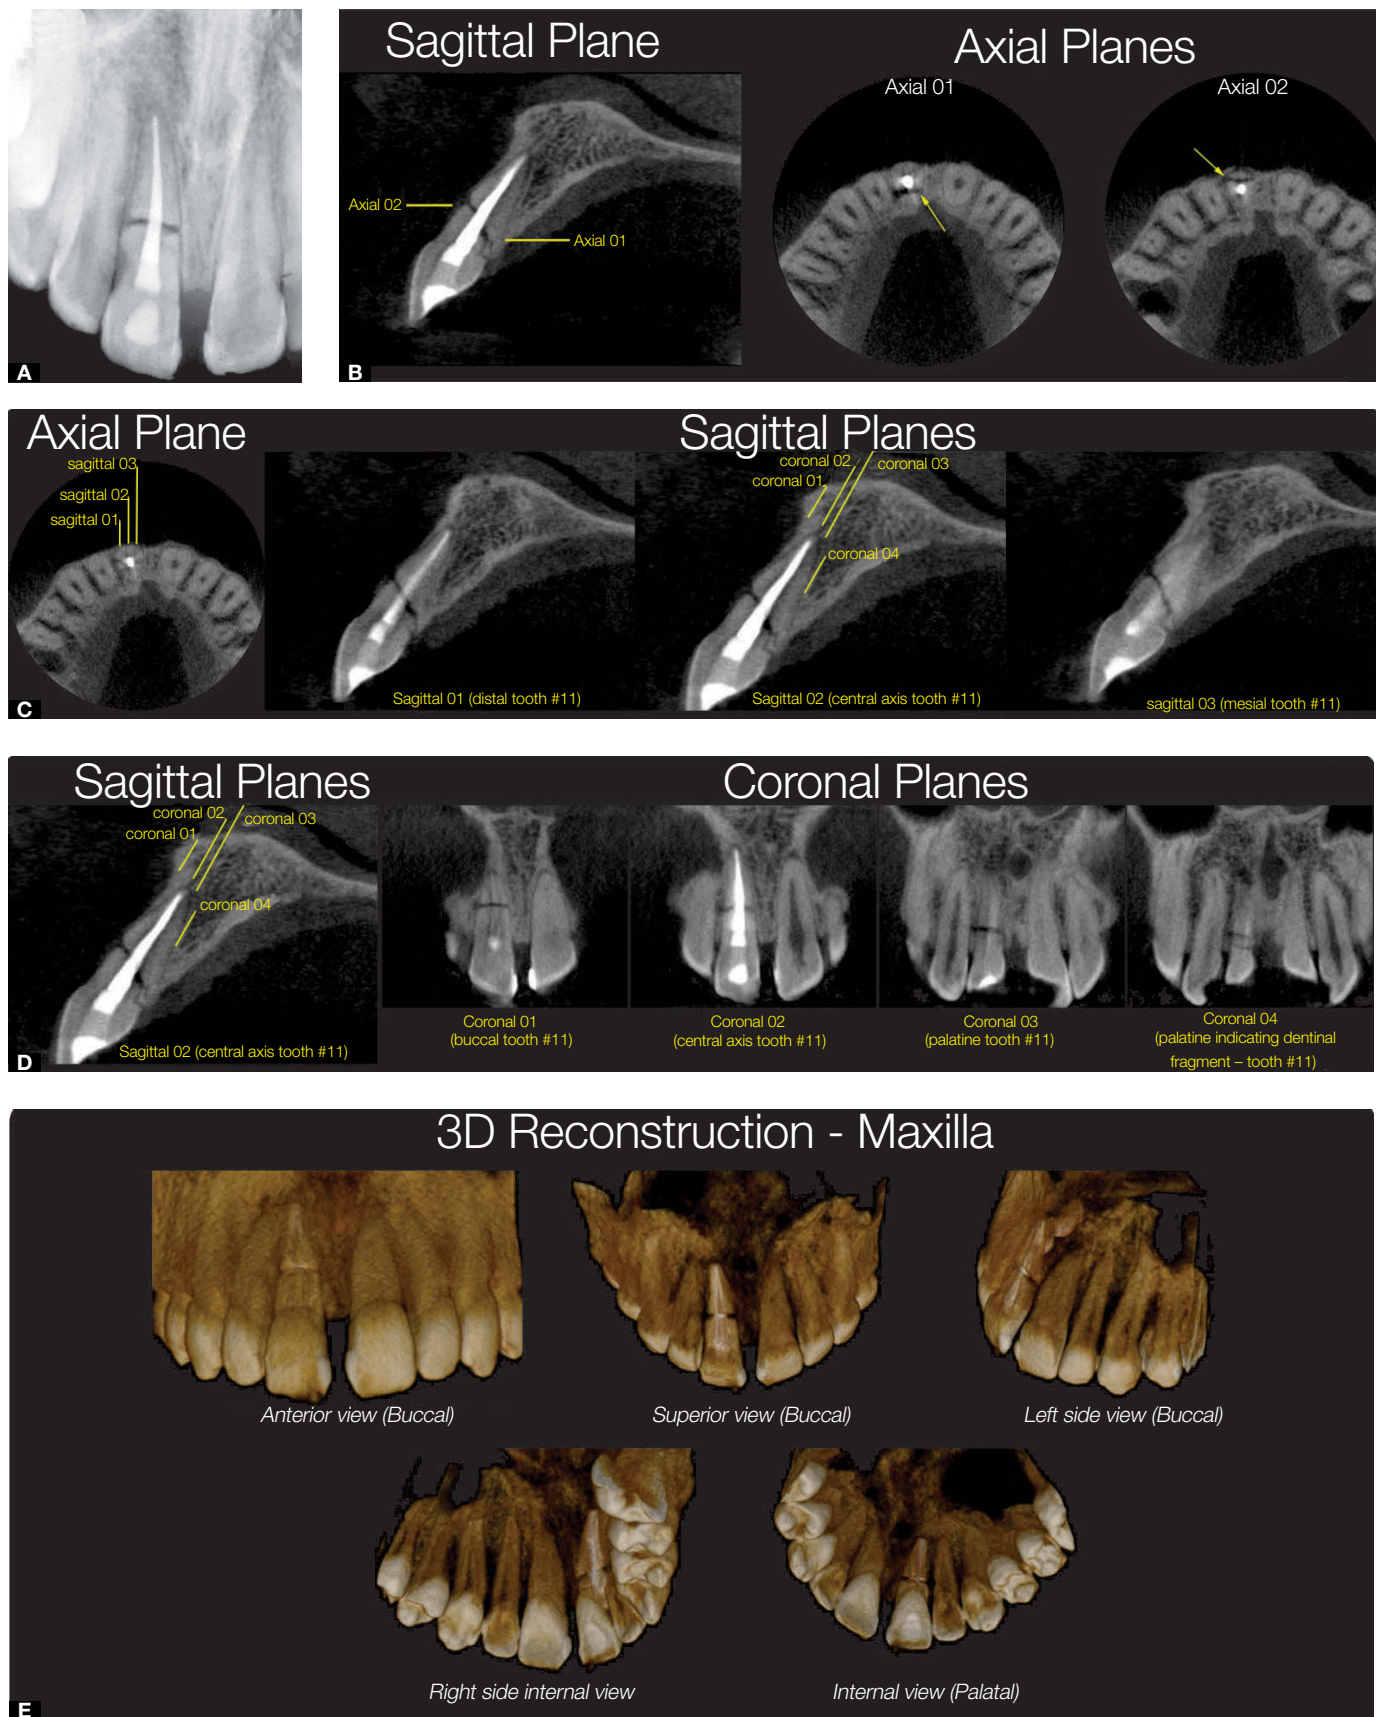 A
Sagittal Plane
Axial Planes
Axial 01
Axial 02
Axial 02
Axial 01
B
Axial Plane
Sagittal Planes
sagittal 03
sagittal 02
sagittal 01
coronal 02
coronal 03
coronal 01
coronal 04
Sagittal 01 (distal tooth #11)
Sagittal 02 (central axis tooth #11)
sagittal 03 (mesial tooth #11)
C
Sagittal Planes
Coronal Planes
coronal 02
coronal 03
coronal 01
coronal 04
Sagittal 02 (central axis tooth #11)
Coronal 01
(buccal tooth #11)
Coronal 02
(central axis tooth #11)
Coronal 03
(palatine tooth #11)
Coronal 04
(palatine indicating dentinal
fragment – tooth #11)
D
3D Reconstruction - Maxilla
Anterior view (Buccal)
Superior view (Buccal)
Left side view (Buccal)
Right side internal view
Internal view (Palatal)
E